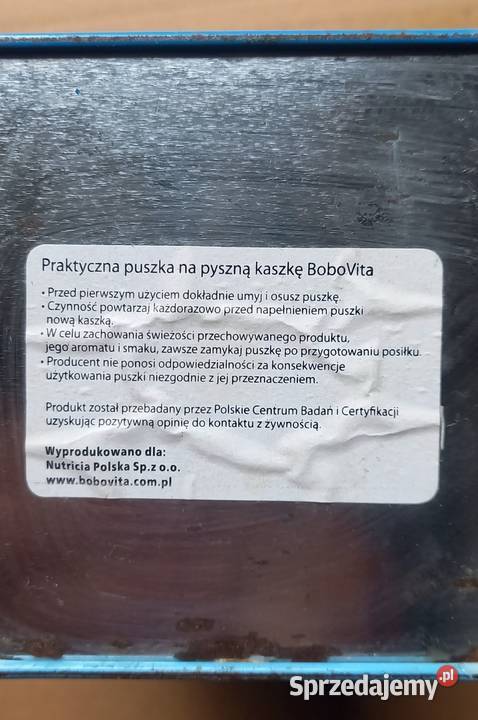 Praktyczna puszka na pyszną kaszkę BoboVita
• Przed pierwszym użyciem dokładnie umyj i osusz puszkę.
• Czynność powtarzaj każdorazowo przed napełnieniem puszki
nową kaszką.
• W celu zachowania świeżości przechowywanego produktu,
jego aromatu i smaku, zawsze zamykaj puszkę po przygotowaniu posiłku.
• Producent nie ponosi odpowiedzialności za konsekwencje
użytkowania puszki niezgodnie z jej przeznaczeniem.
Produkt został przebadany przez Polskie Centrum Badań i Certyfikacji
uzyskując pozytywną opinię do kontaktu z żywnością.
Wyprodukowano dla:
Nutricia Polska Sp.z o.o.
www.bobovita.com.pl
Sprzedajemy.pl